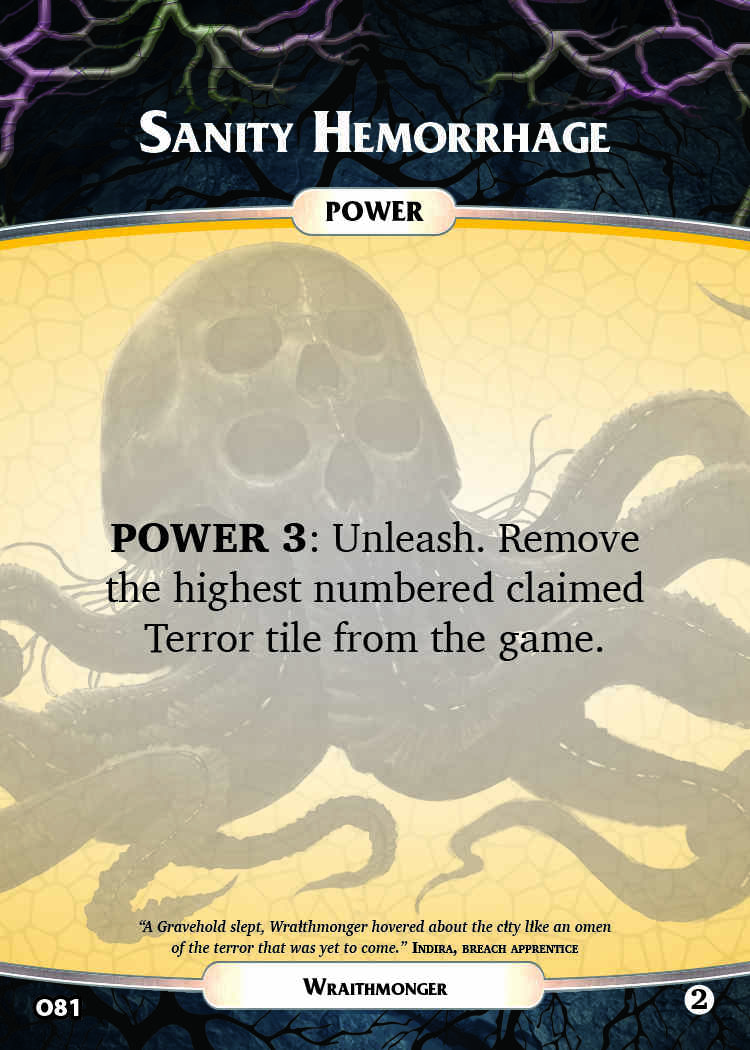 Sanity Hemorrhage
POWER
POWER 3: Unleash. Remove
the highest numbered claimed
Terror tile from the game.
“A Gravehold slept, Wraithmonger hovered about the city like an omen
of the terror that was yet to come.” Indira, breach apprentice
Wraithmonger
081
2